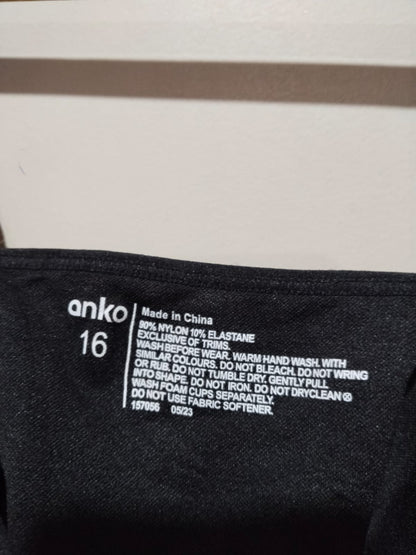 anko
16
Made in China
90% NYLON 10% ELASTANE
EXCLUSIVE OF TRIMS.
WASH BEFORE WEAR. WARM HAND WASH. WITH
SIMILAR COLOURS. DO NOT BLEACH. DO NOT WRING
OR RUB. DO NOT TUMBLE DRY. GENTLY PULL
INTO SHAPE. DO NOT IRON. DO NOT DRYCLEAN ⊗
WASH FOAM CUPS SEPARATELY.
DO NOT USE FABRIC SOFTENER.
157056 05/23